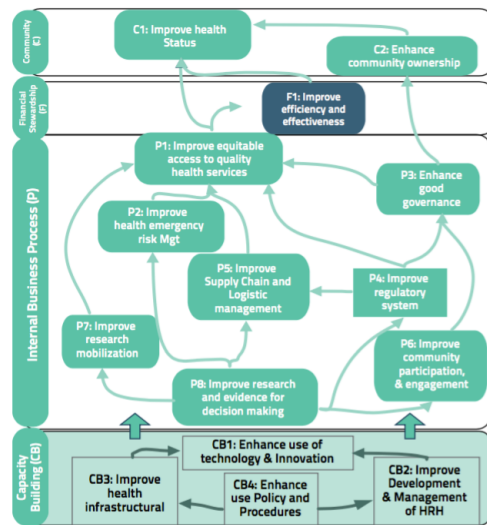 Community
(C)
C1: Improve health
Status
C2: Enhance
community ownership
Financial
Stewardship
(F)
F1: Improve
efficiency and
effectiveness
Internal Business Process (P)
P1: Improve equitable
access to quality
health services
P3: Enhance
good
governance
P2: Improve
health emergency
risk Mgt
P5: Improve
Supply Chain and
Logistic
management
P4: Improve
regulatory
system
P7: Improve
research
mobilization
P6: Improve
community
participation,
& engagement
P8: Improve research
and evidence for
decision making
Capacity
Building (CB)
CB1: Enhance use of
technology & Innovation
CB3: Improve
health
infrastructural
CB4: Enhance
use Policy and
Procedures
CB2: Improve
Development
& Management
of HRH